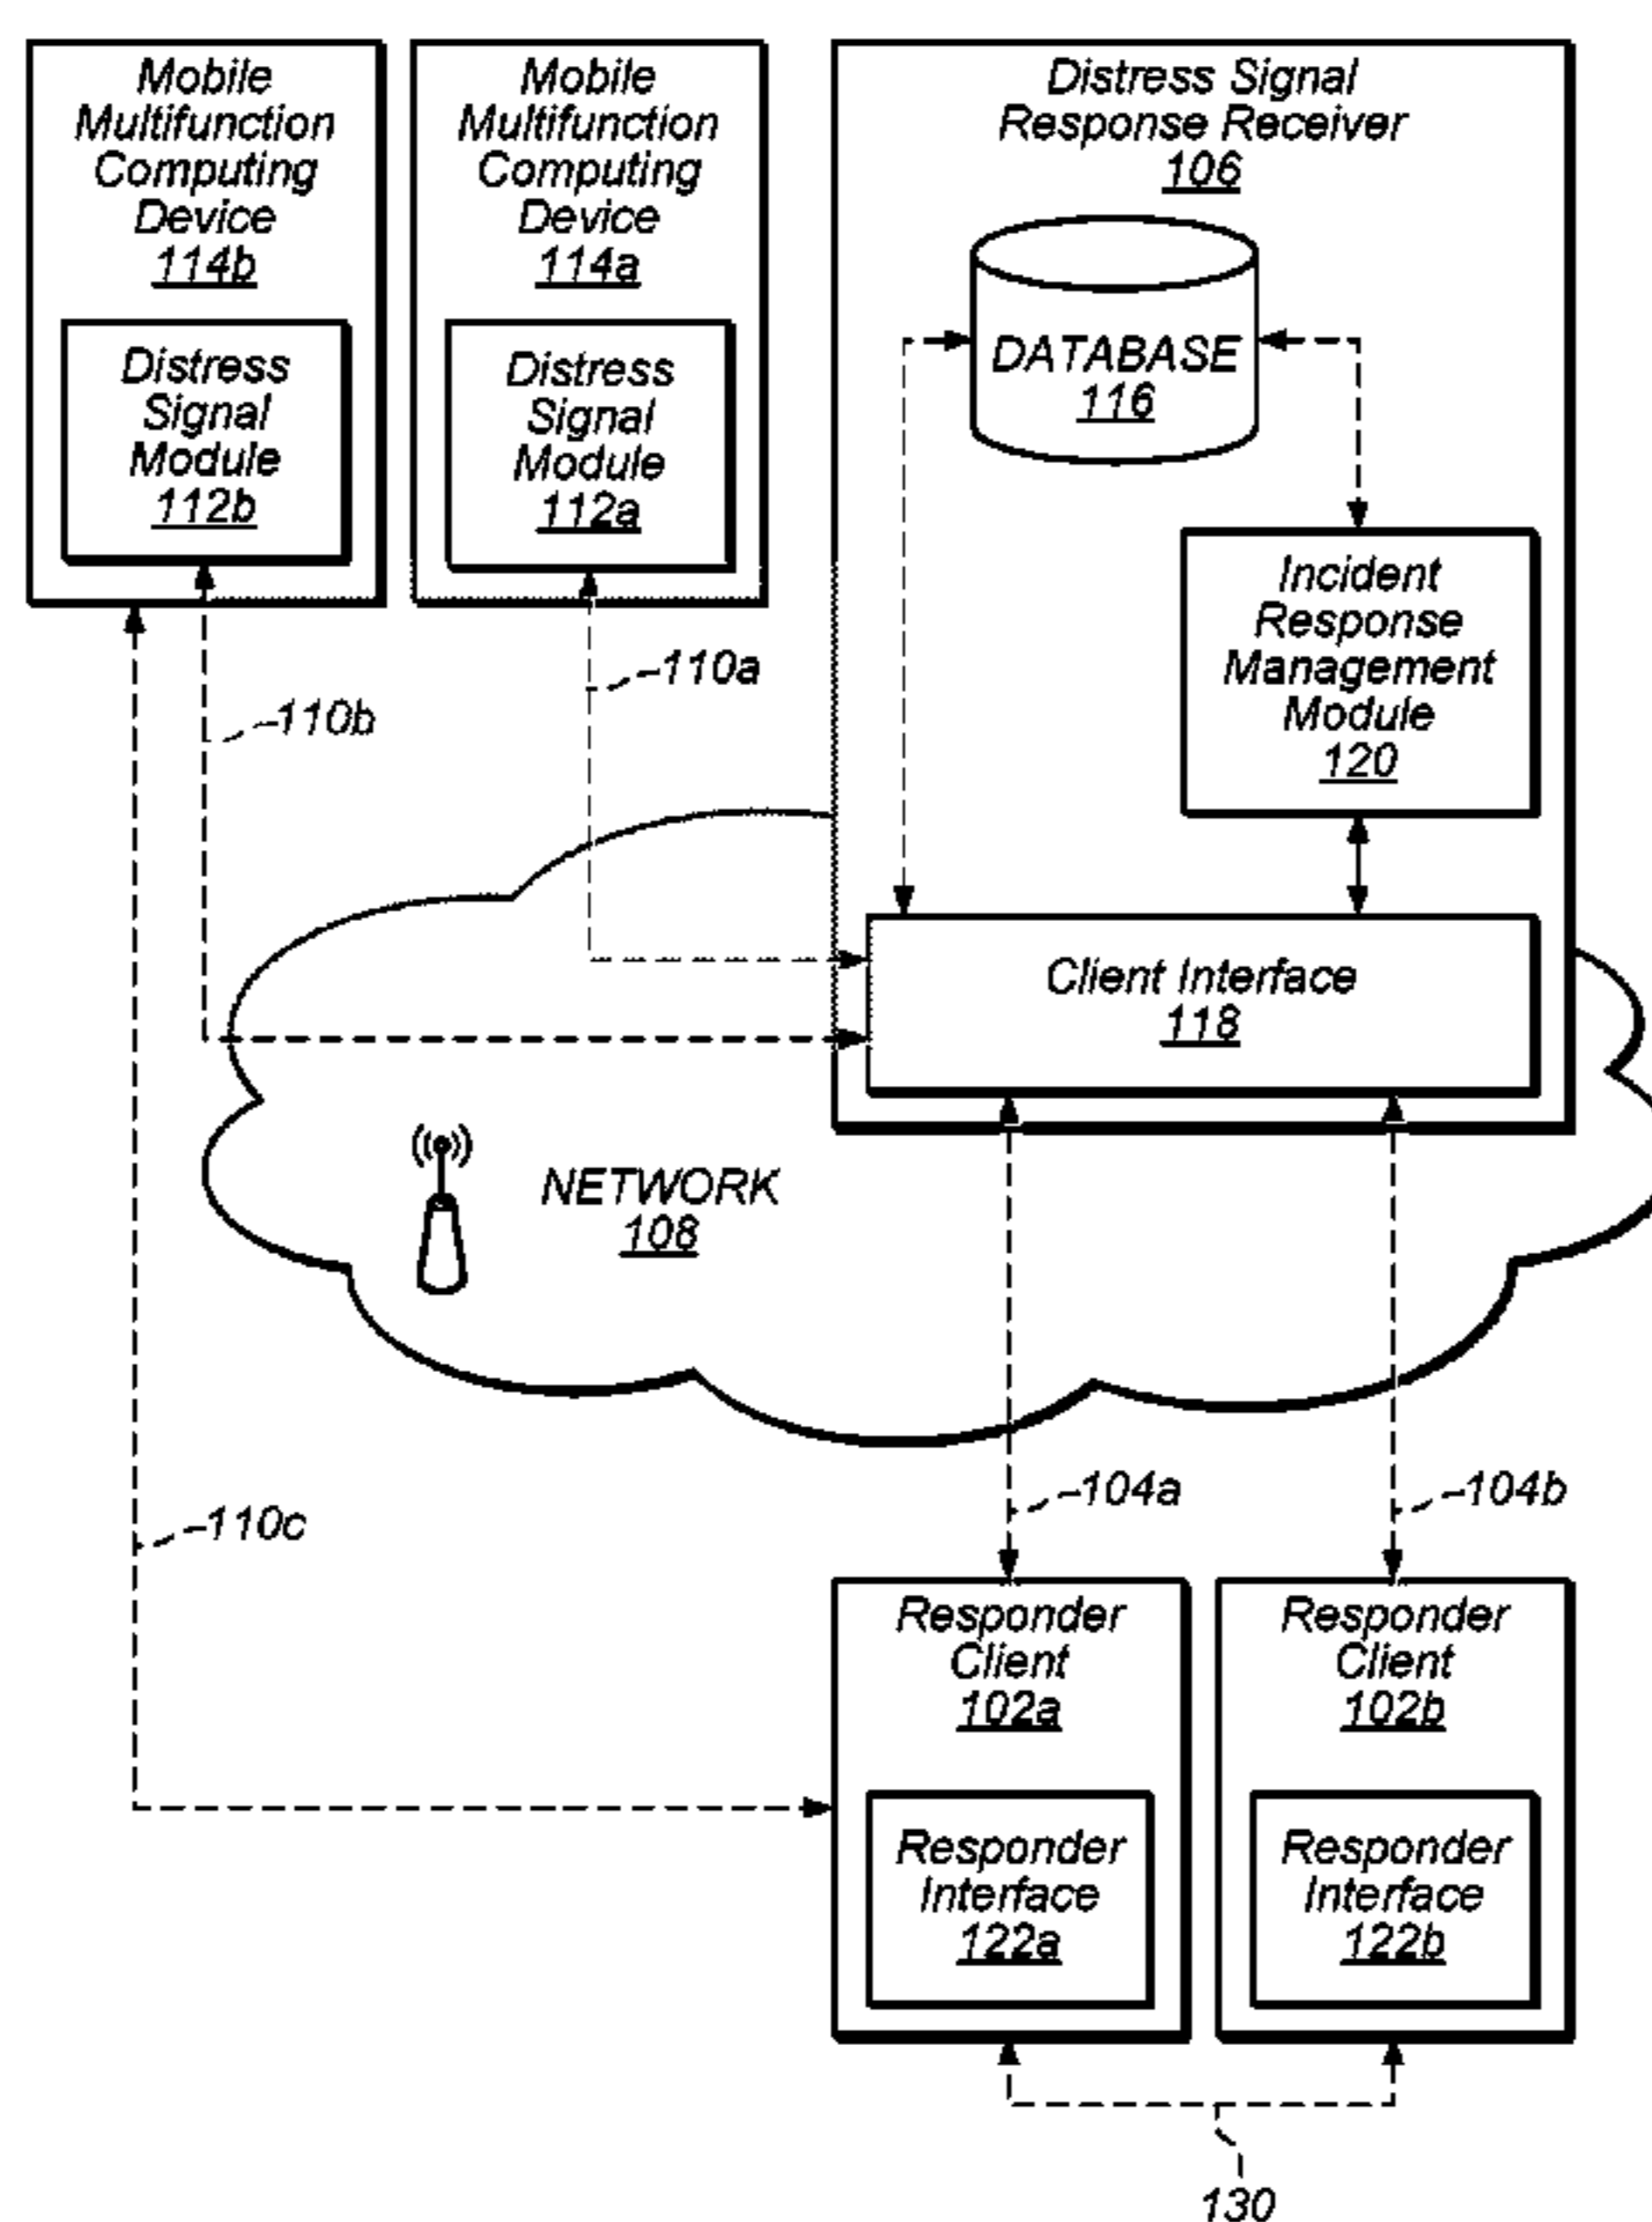 Mobile
Multifunction
Computing
Device
114b
Distress
Signal
Module
112b
Mobile
Multifunction
Computing
Device
114a
Distress
Signal
Module
112a
Distress Signal
Response Receiver
106
DATABASE
116
Incident
Response
Management
Module
120
110a
110b
Client Interface
118
NETWORK
108
104a
104b
110c
Responder
Client
102a
Responder
Interface
122a
Responder
Client
102b
Responder
Interface
122b
130